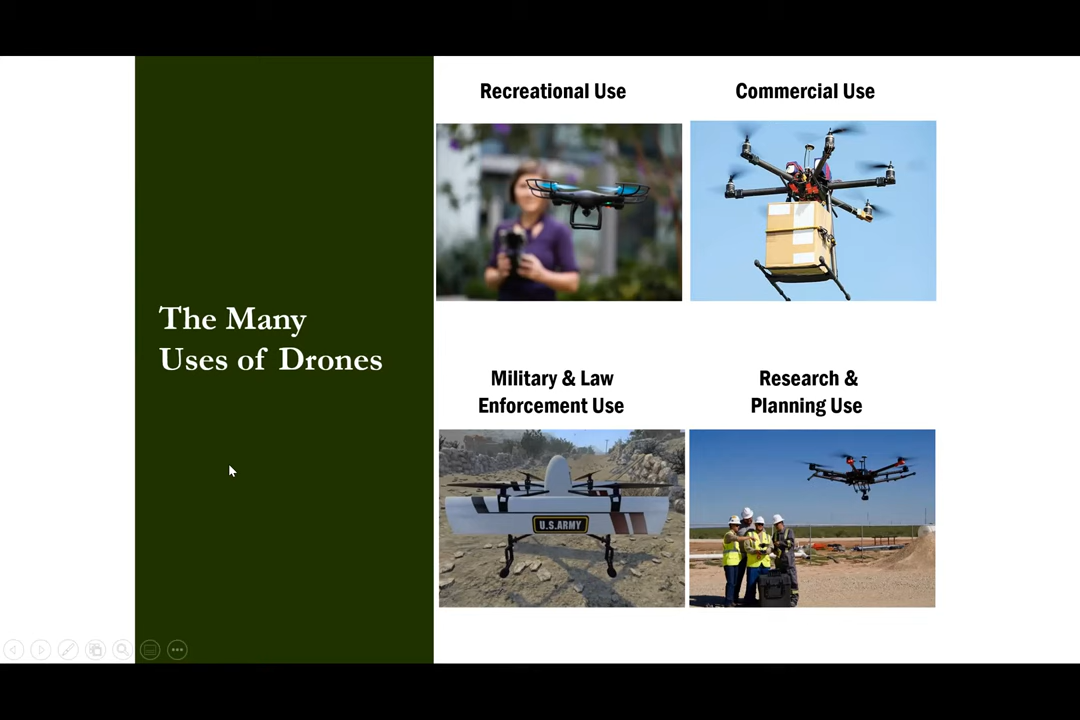 The Many
Uses of Drones
Recreational Use
Commercial Use
Military & Law
Enforcement Use
U.S.ARMY
Research &
Planning Use